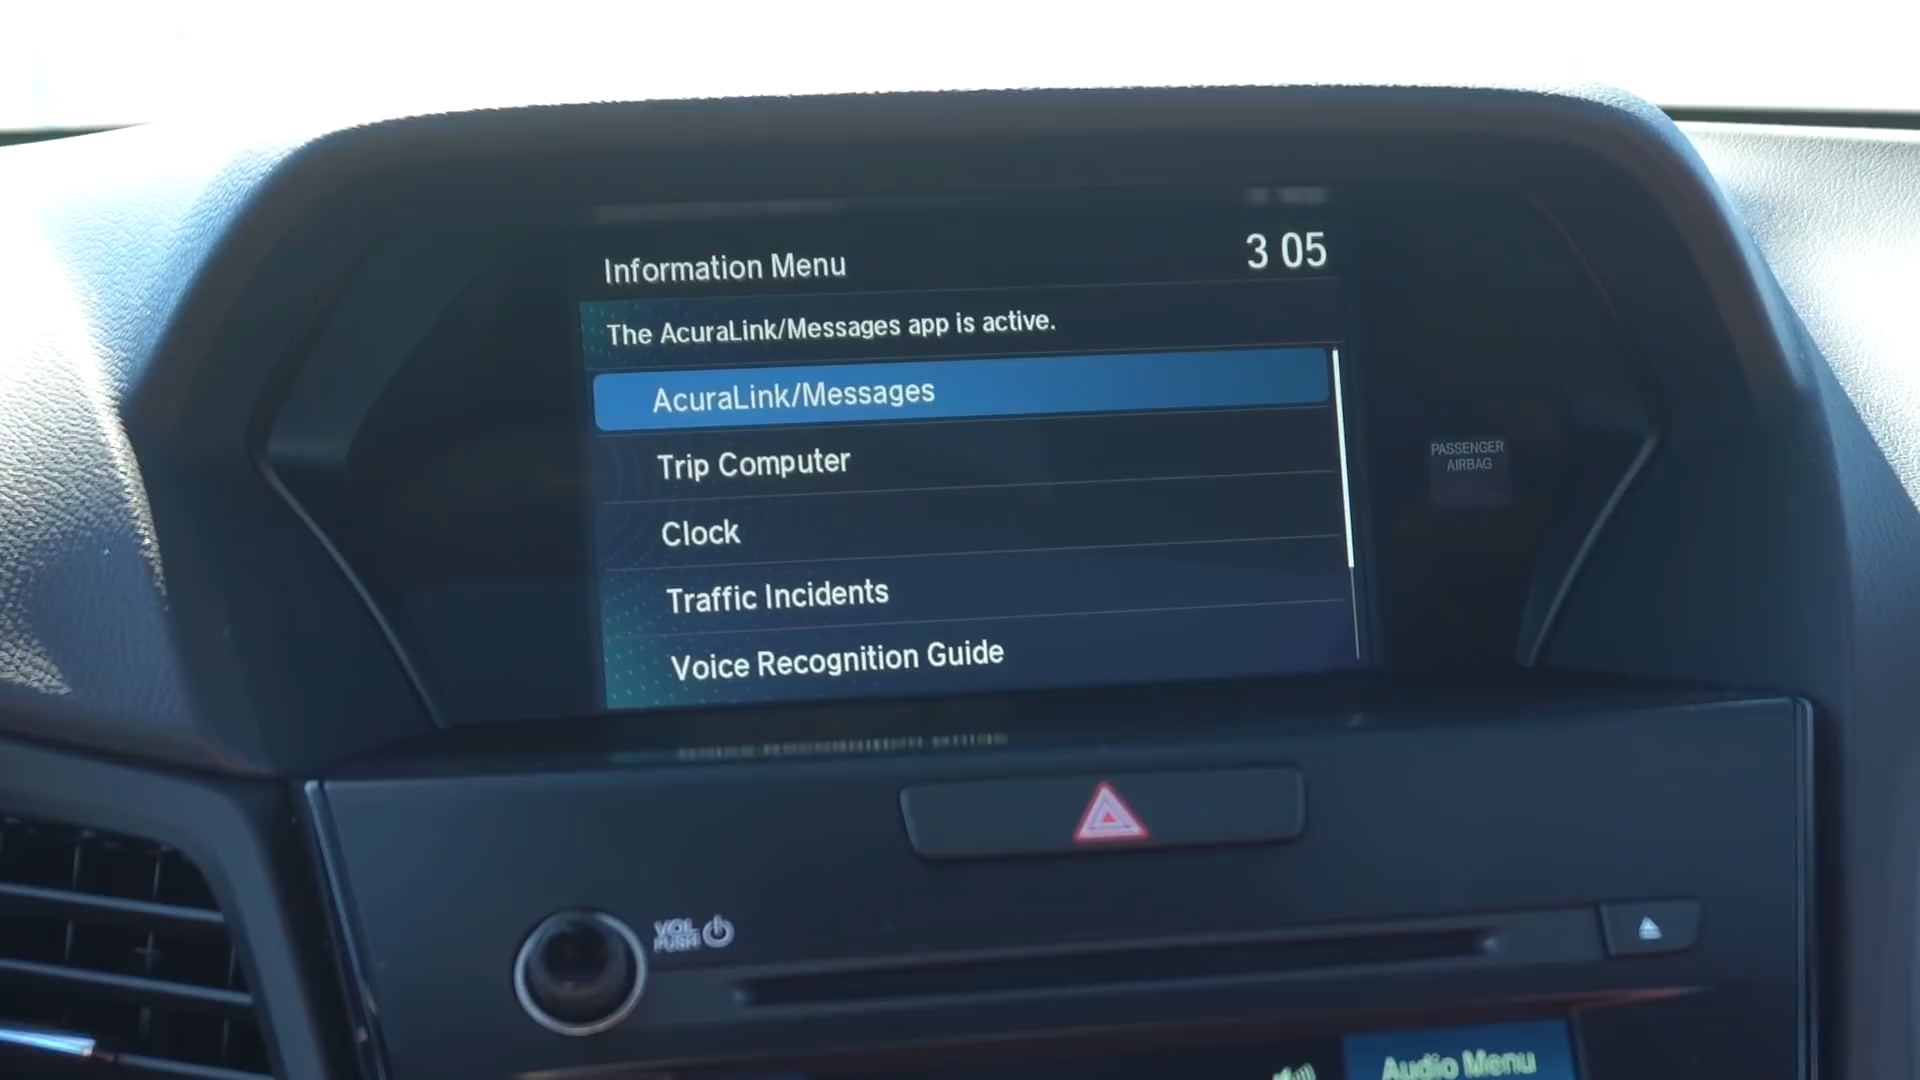 Information Menu
3 05
The AcuraLink/Messages app is active.
AcuraLink/Messages
Trip Computer
Clock
Traffic Incidents
Voice Recognition Guide
PASSENGER
AIRBAG
VOL
PUSH
Audio Menu